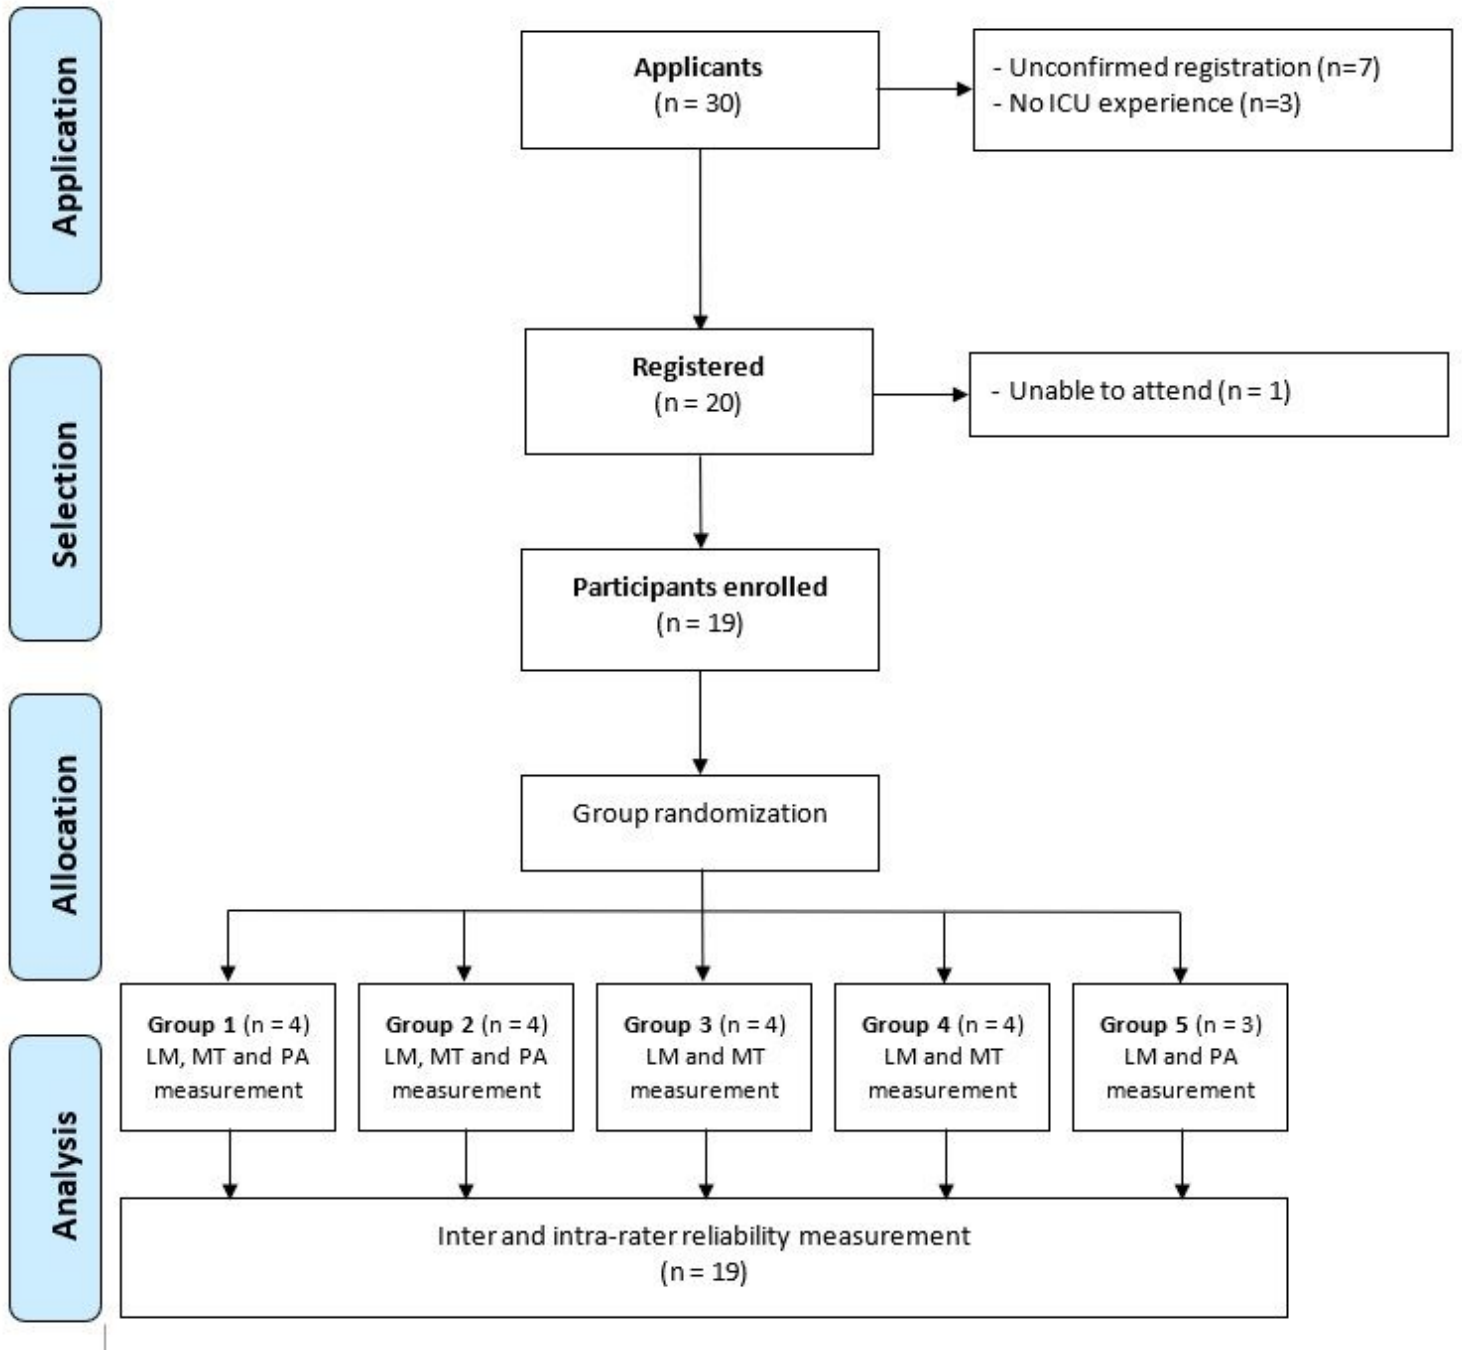 Application
Applicants
(n = 30)
- Unconfirmed registration (n=7)
- No ICU experience (n=3)
Selection
Registered
(n = 20)
- Unable to attend (n = 1)
Participants enrolled
(n = 19)
Allocation
Group randomization
Group 1 (n = 4)
LM, MT and PA
measurement
Group 2 (n = 4)
LM, MT and PA
measurement
Group 3 (n = 4)
LM and MT
measurement
Group 4 (n = 4)
LM and MT
measurement
Group 5 (n = 3)
LM and PA
measurement
Analysis
Inter and intra-rater reliability measurement
(n = 19)